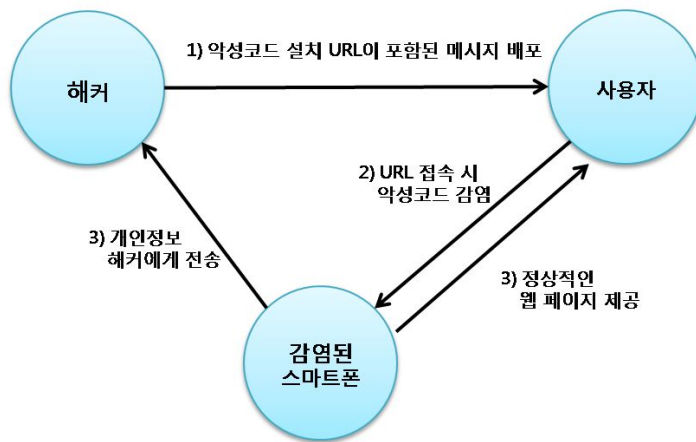 1) 악성코드 설치 URL이 포함된 메시지 배포
해커
사용자
2) URL 접속 시
악성코드 감염
3) 개인정보
해커에게 전송
3) 정상적인
웹 페이지 제공
감염된
스마트폰